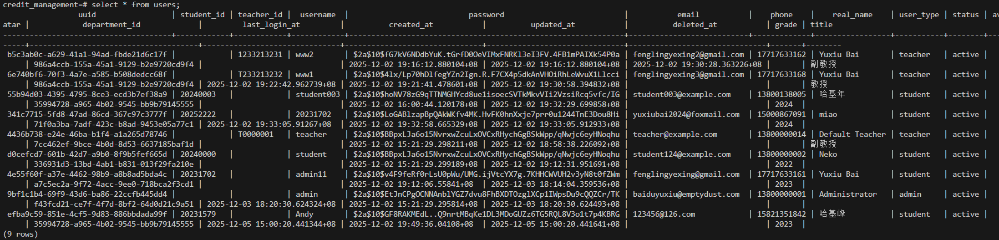 credit_management=# select * from users;
uuid | student_id | teacher_id | username | password | email | phone | real_name | user_type | status | av
atar | department_id | last_login_at | created_at | updated_at | deleted_at | grade | title
b5c3ab0c-a629-41a1-94ad-fbde21d6c17f | | 1233213231 | www2 | $2a$10$fG7kV6NDdbYuK.tGrfD0OeVIMxFNRKl3eI3FV.4FB1mPAIXk54P0a | fenglingyexing2@gmail.com | 17717633162 | Yuxiu Bai | teacher | active |
| 986a4ccb-155a-45a1-9129-b2e9720cd9f4 | | 2025-12-02 19:16:12.880104+08 | 2025-12-02 19:16:12.880104+08 | 2025-12-02 19:30:28.363226+08 | | 副教授
6e740bf6-70f3-4a7e-a585-b508dedcc68f | | T233213232 | www1 | $2a$10$4lx/Lp70hDlfegYZn2Ign.R.F7CX4p5dkAnVHOiRhLeWvuX1Llcci | fenglingyexing3@gmail.com | 17717633168 | Yuxiu Bai | teacher | active |
| 986a4ccb-155a-45a1-9129-b2e9720cd9f4 | 2025-12-02 19:22:42.962739+08 | 2025-12-02 19:21:41.478601+08 | 2025-12-02 19:30:58.394832+08 | | | 教授
55b94d03-4395-4795-8ce3-ecd3b7ef38a9 | 20240003 | | student003 | $2a$10$hoNV78zG9qTTNMGHYcd8ue1isoecSVTkMkvVIi2VzsiRcq5vfc/IG | student003@example.com | 13800138005 | 哈基年 | student | active |
| 35994728-a965-4b02-9545-bb9b79145555 | | 2025-12-02 16:00:44.120178+08 | 2025-12-02 19:32:29.699858+08 | | 2024 |
341c7715-5fd8-47ad-86cd-367c97c3777f | 20252222 | | 20231702 | $2a$10$LoGABlzapBpQAkWKfv4MK.HvFK0hnXxje7prr0u1244TnE3Dou8Hi | yuxiubai2024@foxmail.com | 15000867091 | miao | student | active |
| 71f0a3ba-7adf-423c-b8ad-9453e05a77c1 | 2025-12-02 19:33:05.91267+08 | 2025-12-02 19:32:58.665329+08 | 2025-12-02 19:33:05.912933+08 | | 2024 |
4436b738-e24e-46ba-b1f4-a1a265d78746 | | T0000001 | teacher | $2a$10$BBpxLJa6o15NvrxwZcuLxOVCxRHychGgBSkWpp/qNwjc6eyHNoqhu | teacher@example.com | 13800000014 | Default Teacher | teacher | active |
| 7cc462ef-9bce-4b0d-8d53-6637185baf1d | | 2025-12-02 15:21:29.298211+08 | 2025-12-02 18:58:38.226092+08 | | | 副教授
d0cefcd7-601b-42d7-a9b0-8f9b5fef665d | 20240000 | | student | $2a$10$BBpxLJa6o15NvrxwZcuLxOVCxRHychGgBSkWpp/qNwjc6eyHNoqhu | student124@example.com | 13800000002 | Neko | student | active |
| 336931d3-13bd-4ab1-b831-013f29fa210e | | 2025-12-02 15:21:29.299189+08 | 2025-12-02 19:12:31.951691+08 | | 2022 |
4e55f60f-a37e-4462-98b9-a8b8ad5bda4c | 20231702 | | admin11 | $2a$10$v4F9feRf0rLsU0pWu/UMG.ijVtcYX7g.7KHHCWVUH2v3yN8t0fZWm | fenglingyexing@gmail.com | 17717633161 | Yuxiu Bai | student | active |
| a7c5ec2a-9f72-4acc-9ee0-718bca2f3cd1 | | 2025-12-02 19:12:06.55841+08 | 2025-12-03 18:14:04.359536+08 | | 2023 |
9bf1c1b4-69f9-43d6-ba86-22ccfb445dd4 | | | admin | $2a$10$EtJnCPgOCNNAnblYGZ7dvu8FhBXDTOzglXCp1IWpsDu9cQQZCr/TK | baiduyuxiu@emptydust.com | 13800000001 | Administrator | admin | active |
| f43fcd21-ce7f-4f7d-8bf2-64d0d21c9a51 | 2025-12-03 18:20:30.624324+08 | 2025-12-02 15:21:29.295814+08 | 2025-12-03 18:20:30.624493+08 | | |
efba9c59-851e-4cf5-9d83-886bbdada99f | 20231579 | | Andy | $2a$10$GF8RAKMEdL..Q9nrtMBqKe1DL3MDoGUZz6TG5RQL8V3o1t7p4KBRG | 123456@126.com | 15821351842 | 哈基峰 | student | active |
| 35994728-a965-4b02-9545-bb9b79145555 | 2025-12-05 15:00:20.441344+08 | 2025-12-02 19:49:36.04108+08 | 2025-12-05 15:00:20.441641+08 | | 2023 |
(9 rows)